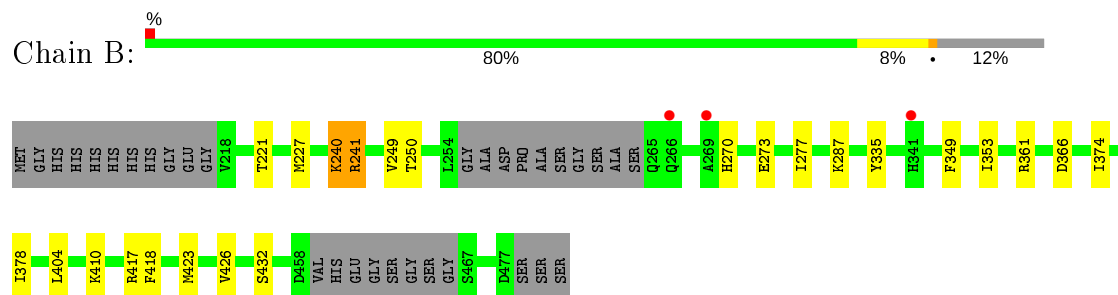 %
Chain B:
80% 8% • 12%
MET GLY HIS HIS HIS HIS HIS HIS GLY GLU GLY V218 T221 M227 K240 R241 V249 T250 L254 GLY ALA ASP PRO ALA SER GLY SER ALA SER Q265 Q266 A269 H270 E273 I277 K287 Y335 H341 F349 I353 R361 D366 I374
I378 L404 K410 R417 F418 M423 V426 S432 D458 VAL HIS GLU GLY SER GLY SER GLY S467 D477 SER SER SER